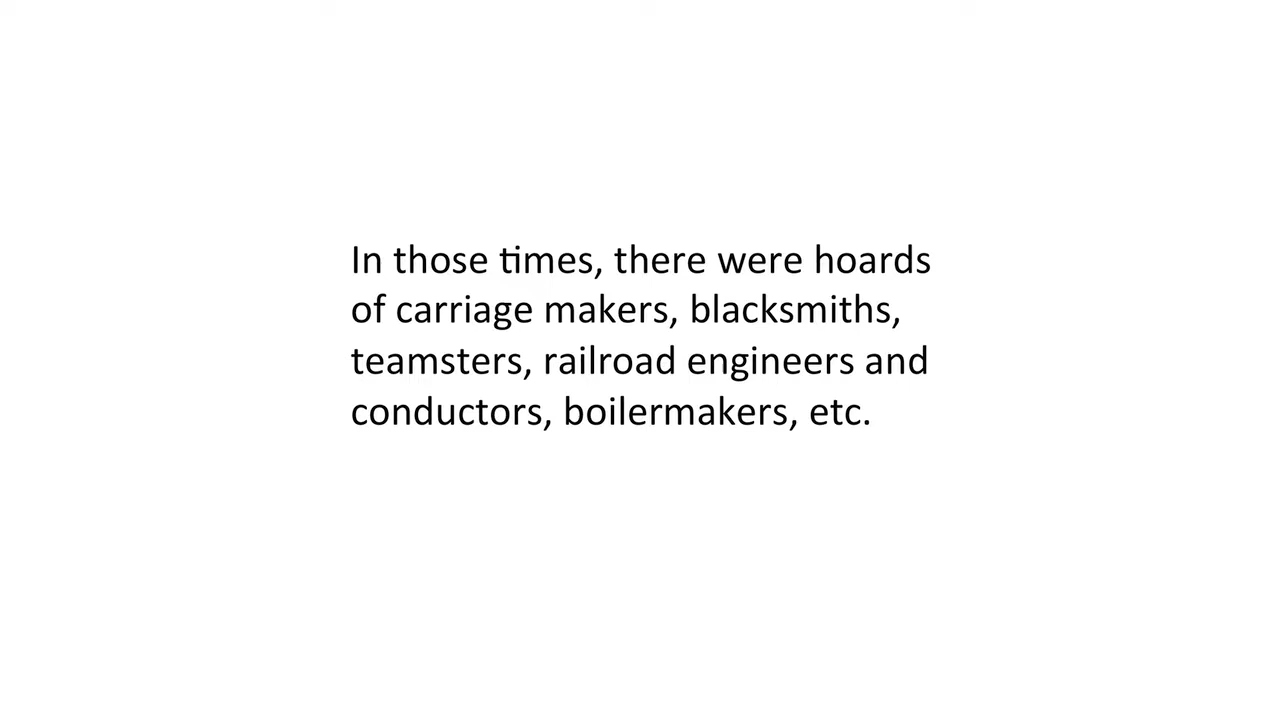 In those times, there were hoards
of carriage makers, blacksmiths,
teamsters, railroad engineers and
conductors, boilermakers, etc.